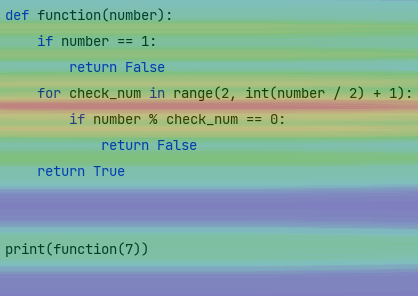 def function(number):
    if number == 1:
        return False
    for check_num in range(2, int(number / 2) + 1):
        if number % check_num == 0:
            return False
    return True
print(function(7))